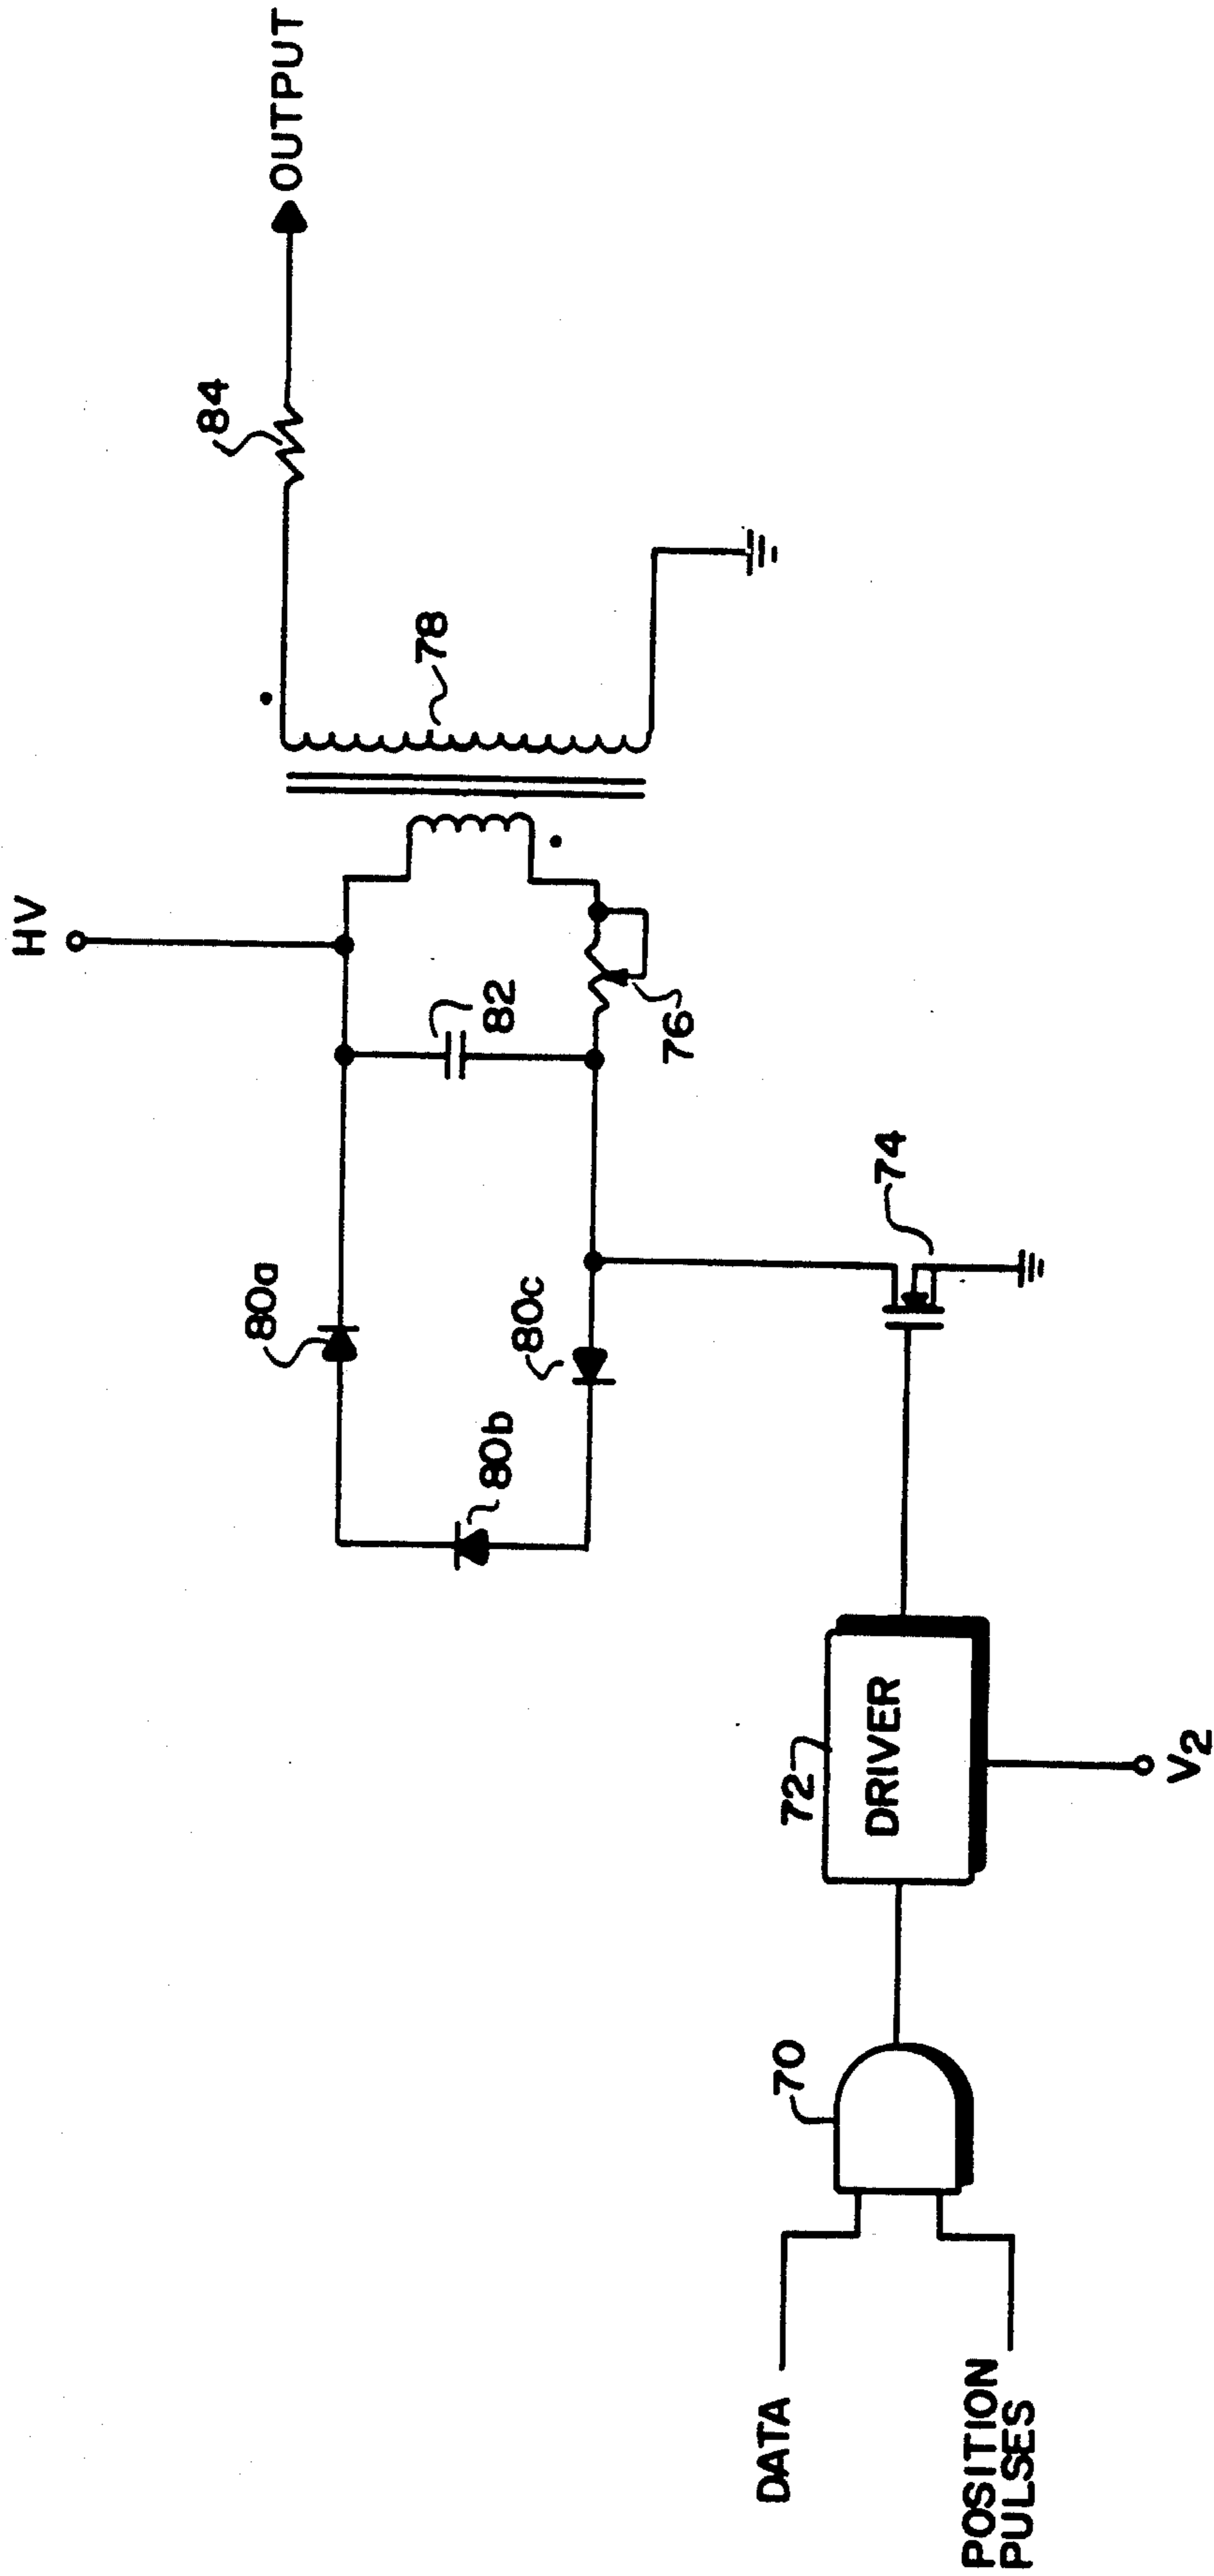 HV
OUTPUT
84
78
82
76
80a
80b
80c
74
72
DRIVER
V2
70
DATA
POSITION
PULSES